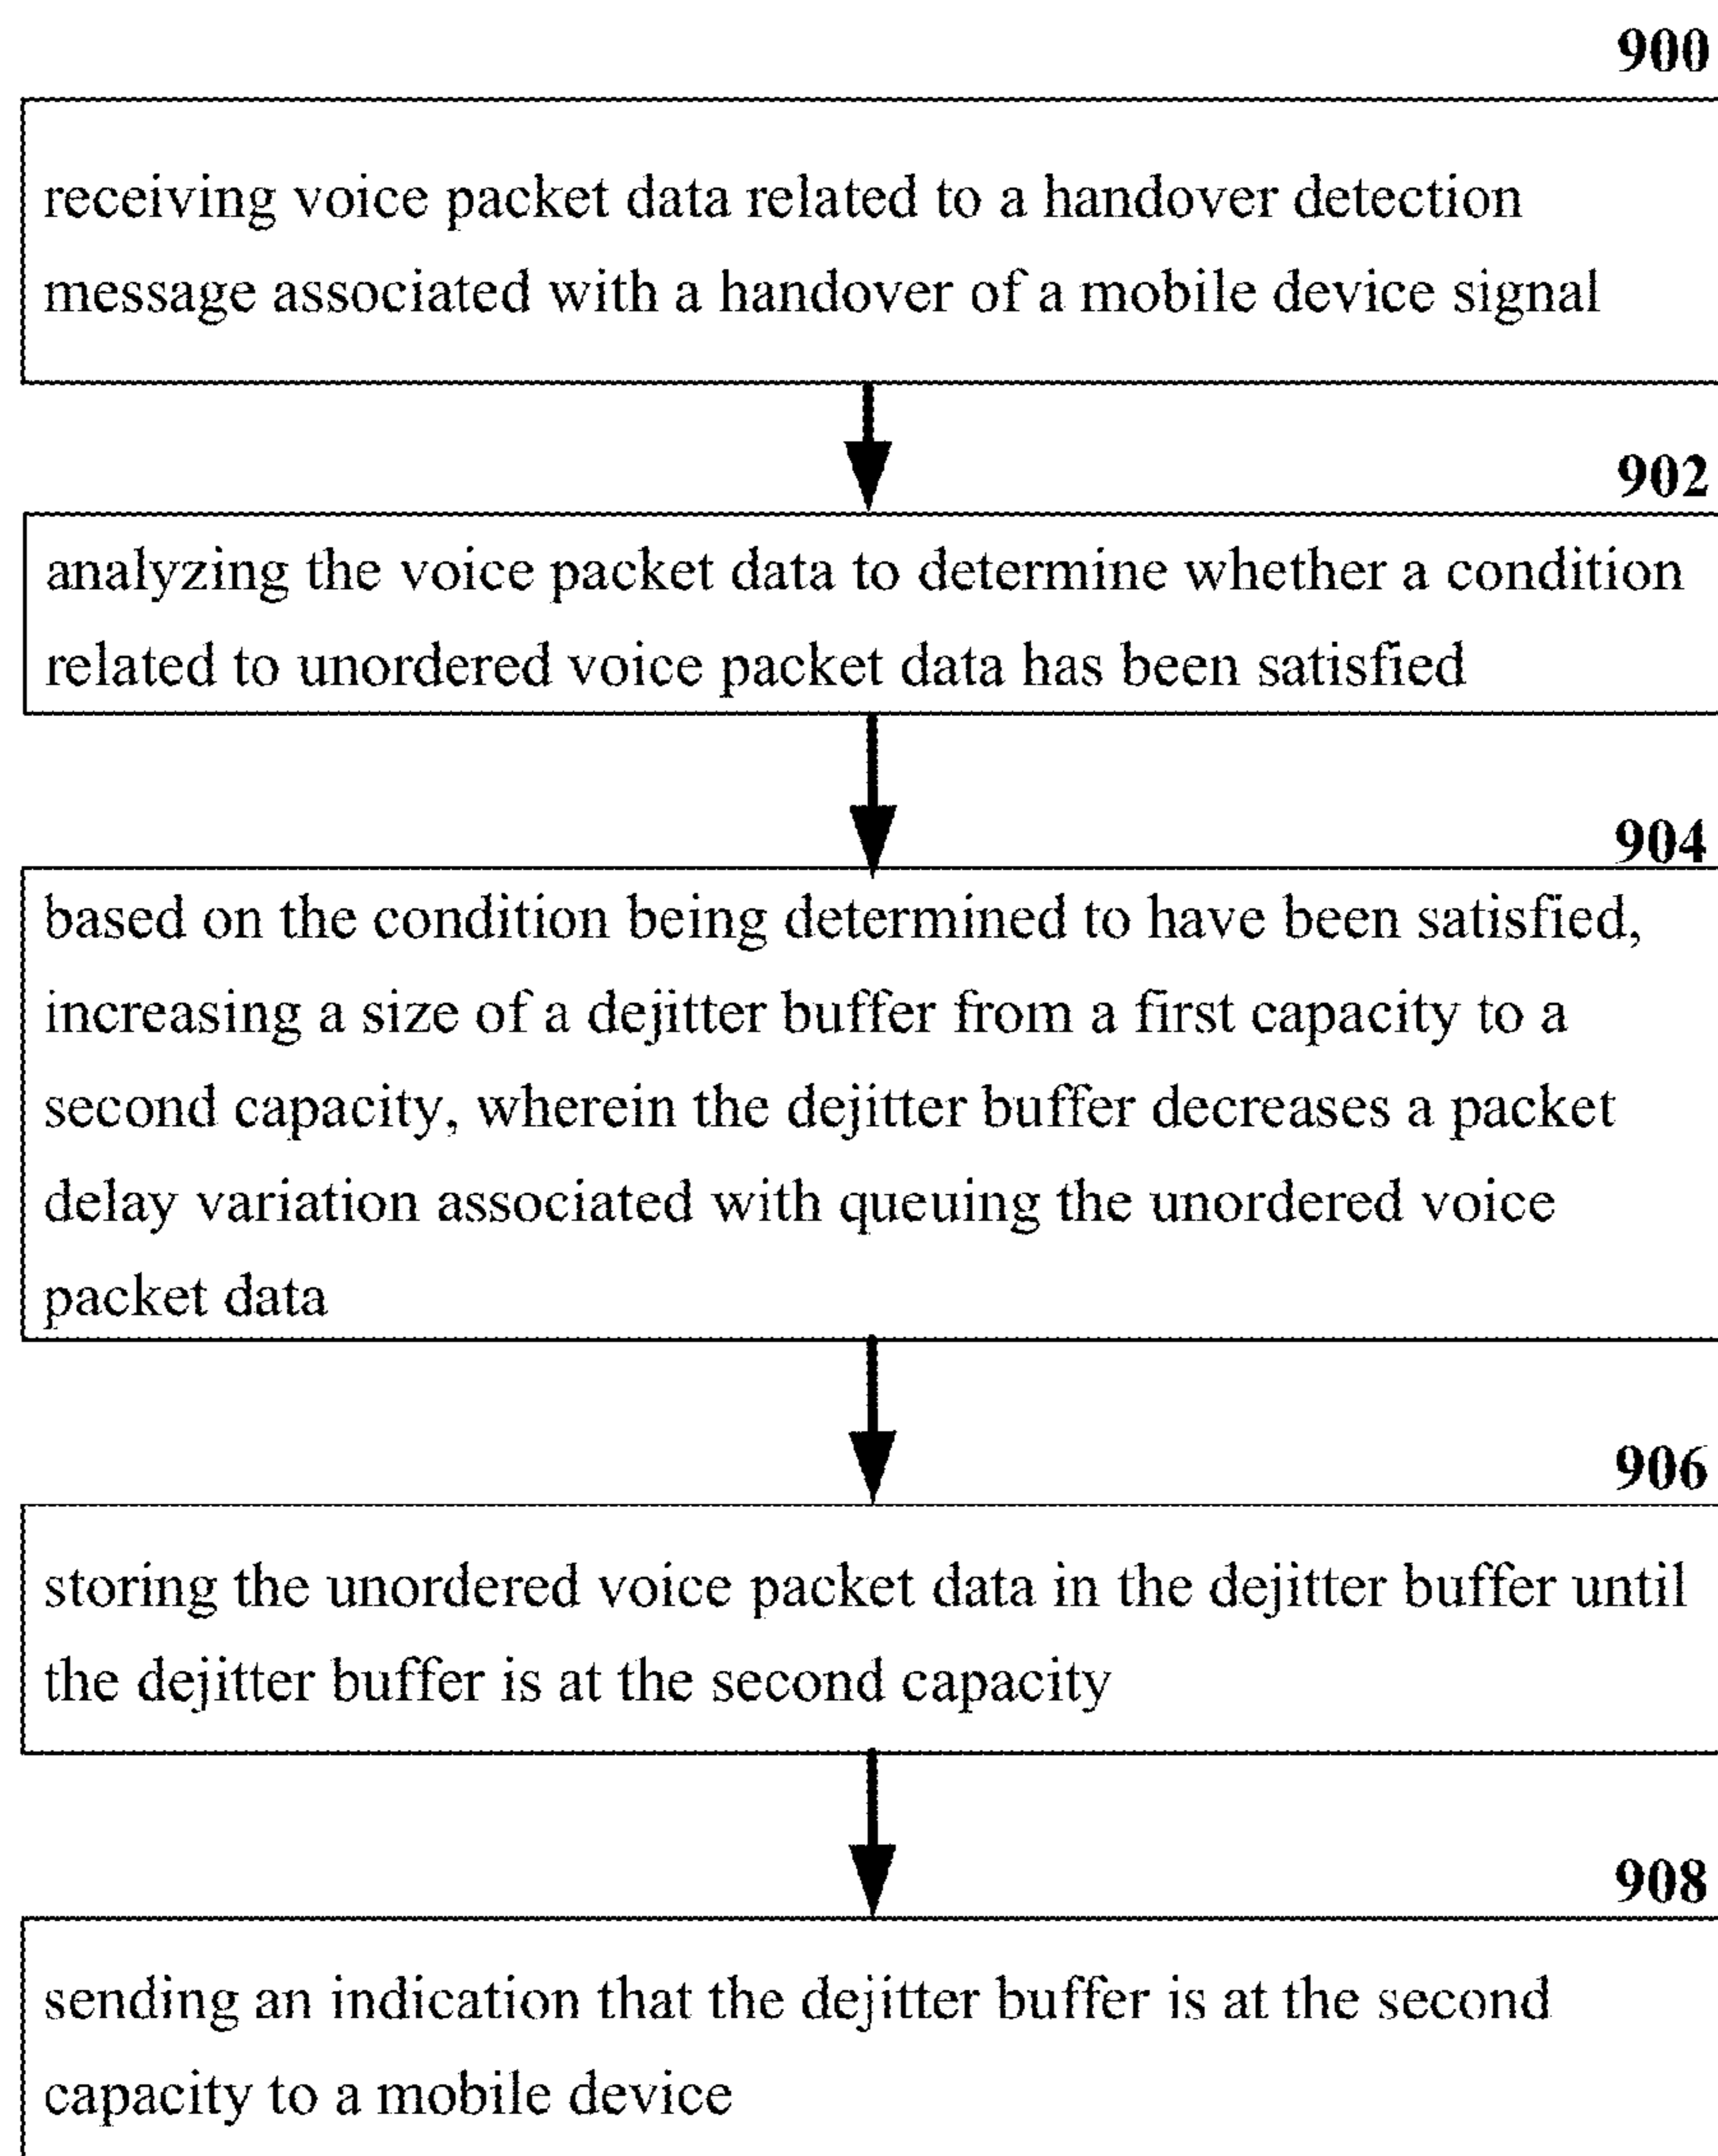 900
receiving voice packet data related to a handover detection
message associated with a handover of a mobile device signal
902
analyzing the voice packet data to determine whether a condition
related to unordered voice packet data has been satisfied
904
based on the condition being determined to have been satisfied,
increasing a size of a dejitter buffer from a first capacity to a
second capacity, wherein the dejitter buffer decreases a packet
delay variation associated with queuing the unordered voice
packet data
906
storing the unordered voice packet data in the dejitter buffer until
the dejitter buffer is at the second capacity
908
sending an indication that the dejitter buffer is at the second
capacity to a mobile device